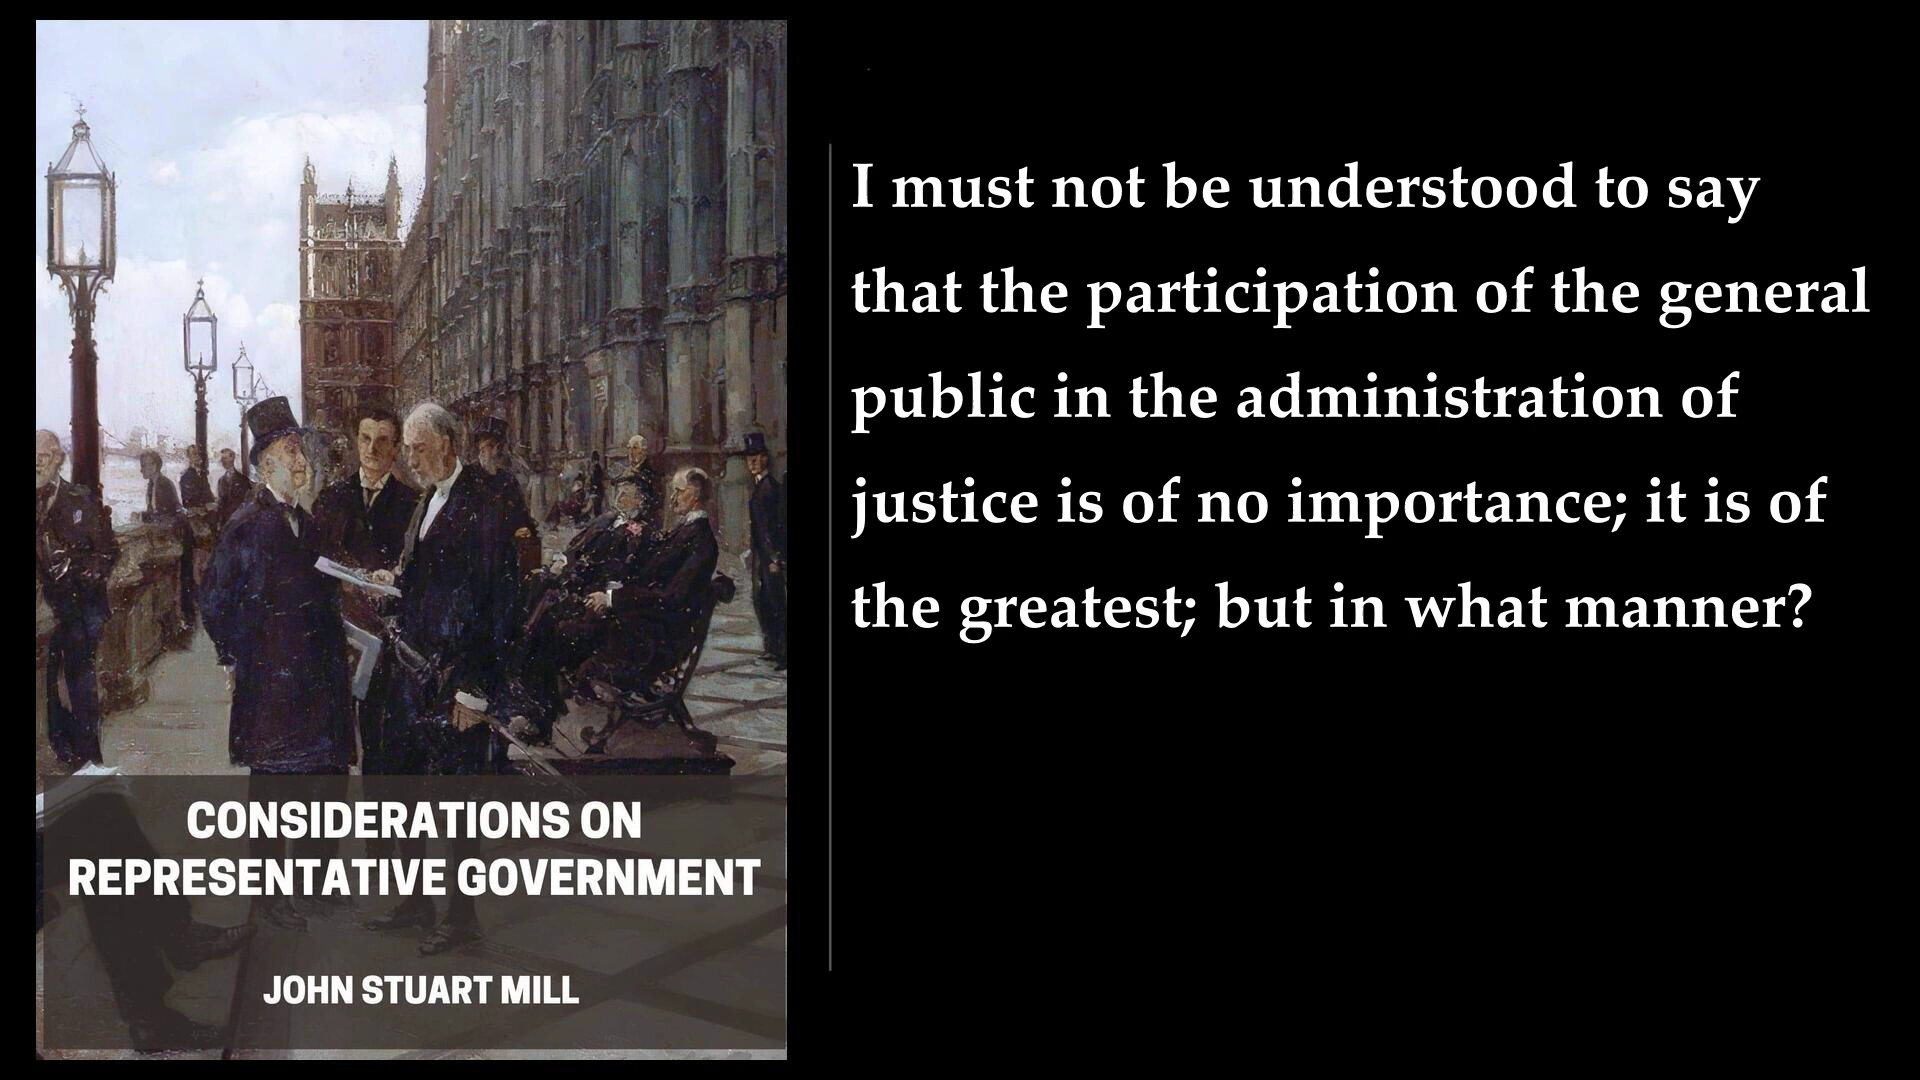 I must not be understood to say
that the participation of the general
public in the administration of
justice is of no importance; it is of
the greatest; but in what manner?
CONSIDERATIONS ON
REPRESENTATIVE GOVERNMENT
JOHN STUART MILL